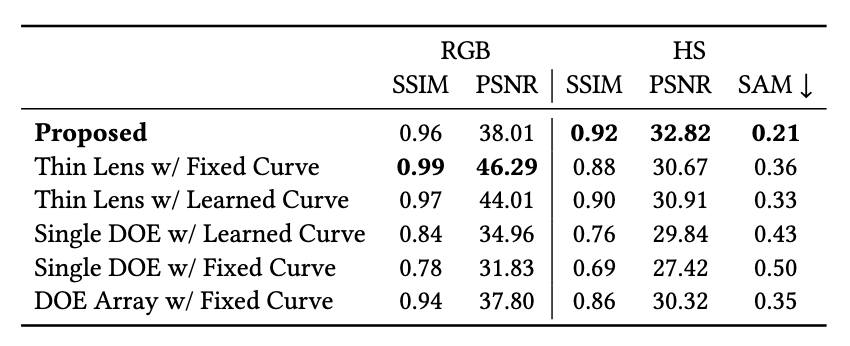 RGB HS
SSIM PSNR SSIM PSNR SAM ↓
Proposed 0.96 38.01 0.92 32.82 0.21
Thin Lens w/ Fixed Curve 0.99 46.29 0.88 30.67 0.36
Thin Lens w/ Learned Curve 0.97 44.01 0.90 30.91 0.33
Single DOE w/ Learned Curve 0.84 34.96 0.76 29.84 0.43
Single DOE w/ Fixed Curve 0.78 31.83 0.69 27.42 0.50
DOE Array w/ Fixed Curve 0.94 37.80 0.86 30.32 0.35